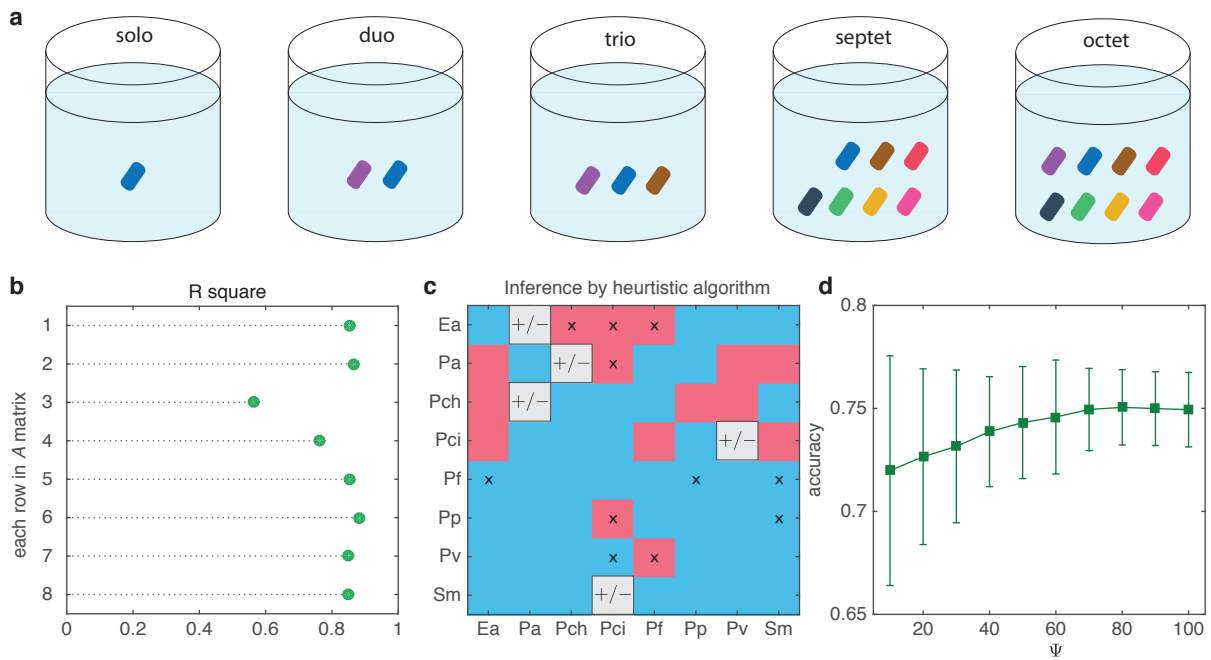 a
solo duo trio septet octet
b
R square
each row in A matrix
1
2
3
4
5
6
7
8
0 0.2 0.4 0.6 0.8 1
c
Inference by heurtistic algorithm
Ea +/− x x x
Pa +/− x
Pch +/−
Pci +/−
Pf x x x
Pp x x
Pv x x
Sm +/−
Ea Pa Pch Pci Pf Pp Pv Sm
d
accuracy
0.8
0.75
0.7
0.65
20 40 60 80 100
Ψ